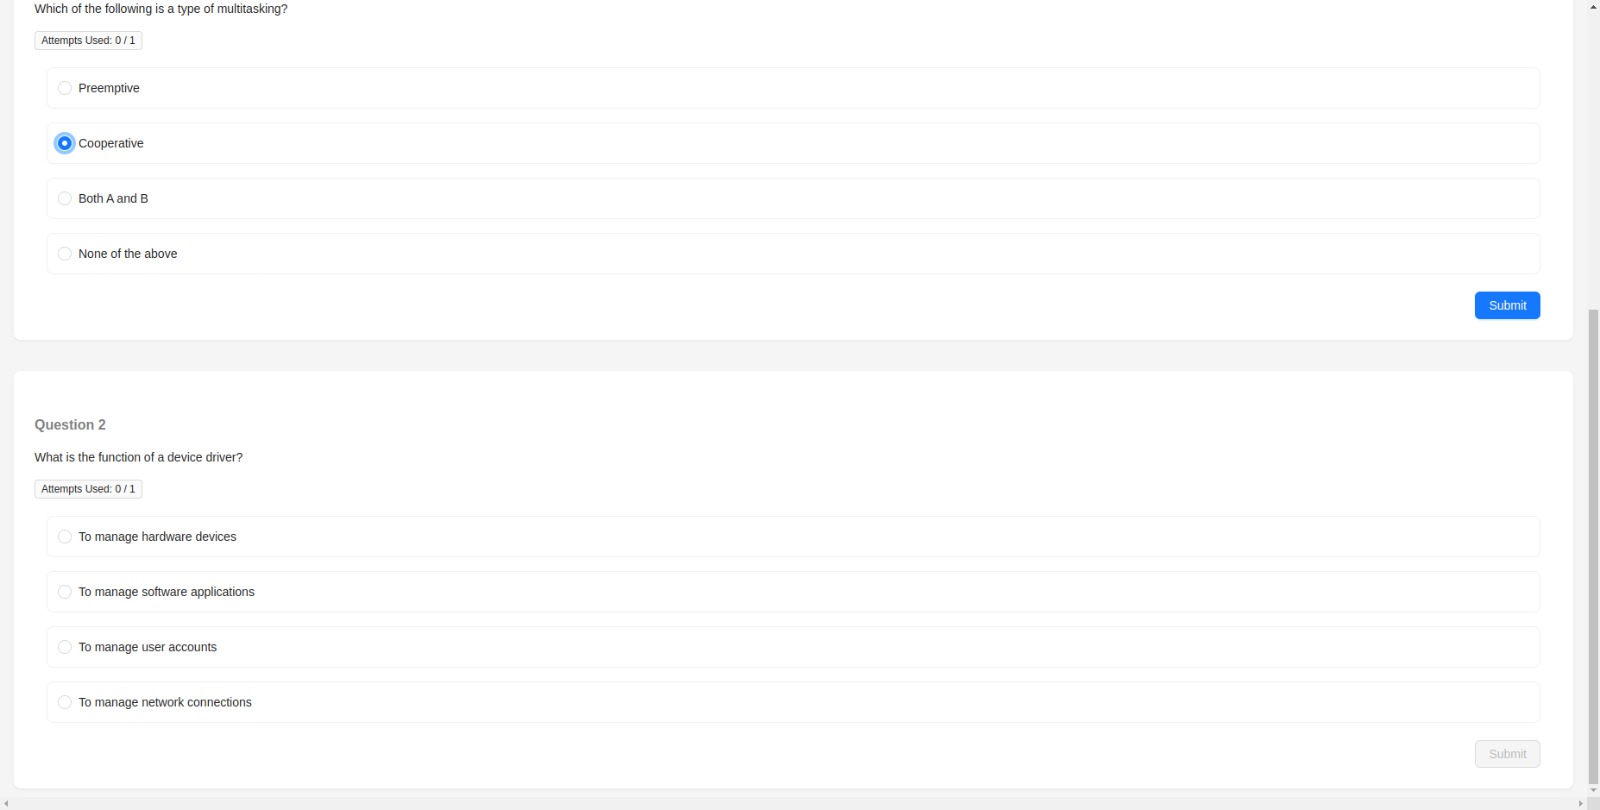 Which of the following is a type of multitasking?
Attempts Used: 0 / 1
Preemptive
Cooperative
Both A and B
None of the above
Submit
Question 2
What is the function of a device driver?
Attempts Used: 0 / 1
To manage hardware devices
To manage software applications
To manage user accounts
To manage network connections
Submit